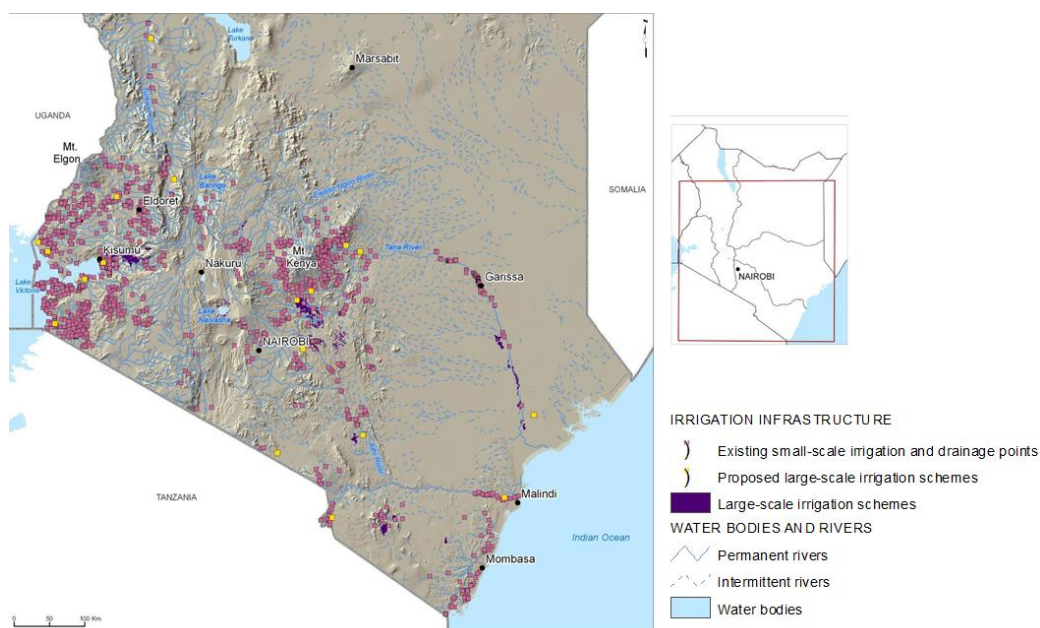 Lake
Turkana
Marsabit
UGANDA
Mt.
Elgon
SOMALIA
Lake
Baringo
Ewaso Ngiro River
Eldoret
Kisumu
Mt.
Kenya
Tana River
Nakuru
Garissa
Lake
Victoria
Lake
Naivasha
NAIROBI
Athi River
TANZANIA
Malindi
Indian Ocean
Mombasa
0 50 100 Km
NAIROBI
IRRIGATION INFRASTRUCTURE
Existing small-scale irrigation and drainage points
Proposed large-scale irrigation schemes
Large-scale irrigation schemes
WATER BODIES AND RIVERS
Permanent rivers
Intermittent rivers
Water bodies